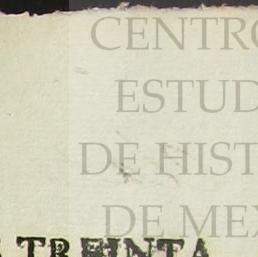 CENTRO
ESTUD
DE HIST
DE MEX
TREINTA